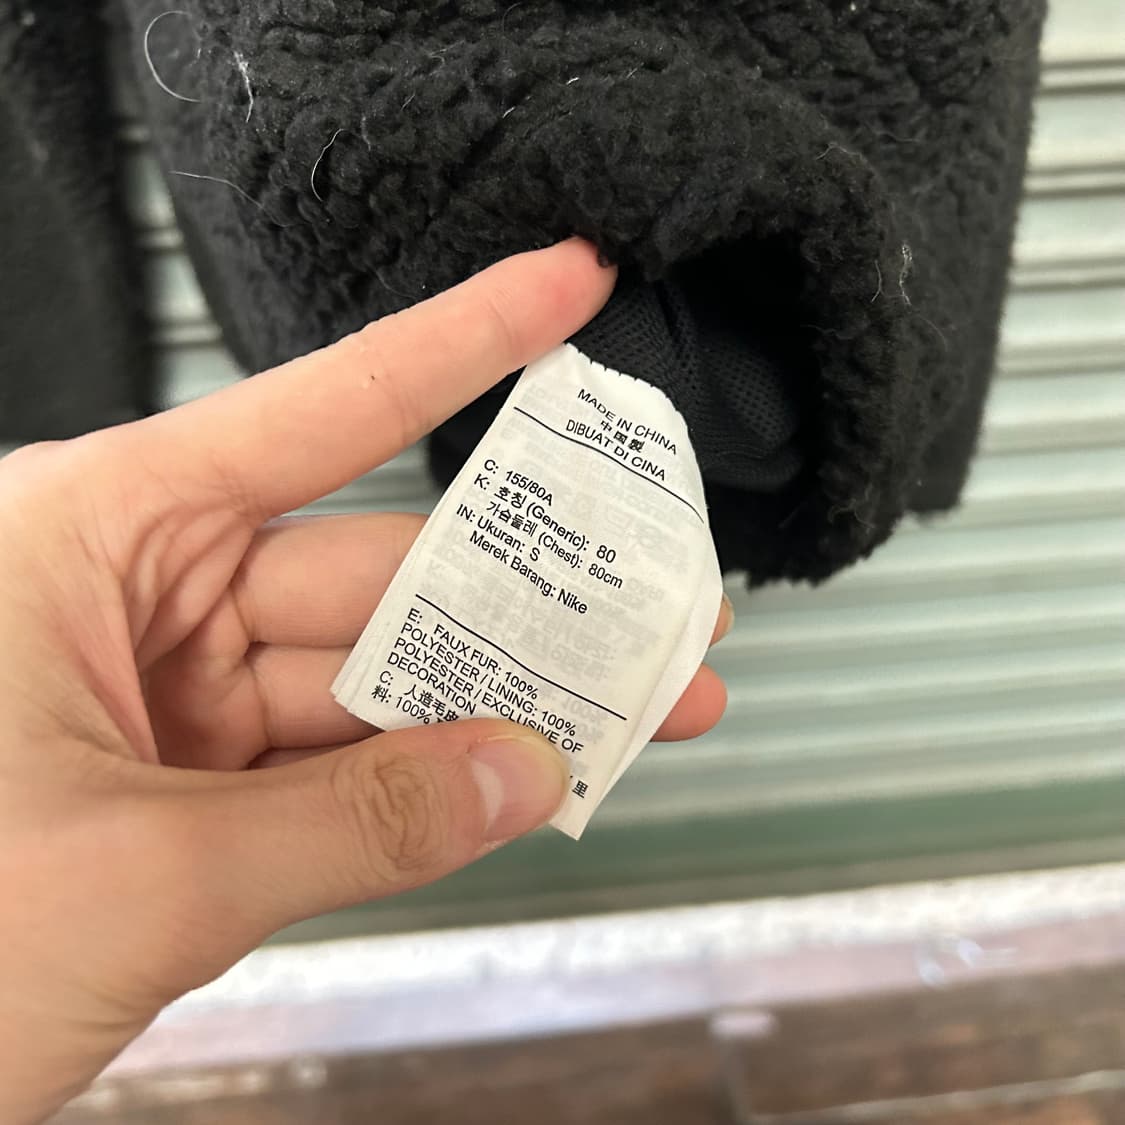 MADE IN CHINA
中国製
DIBUAT DI CINA
C: 155/80A
K: 호칭 (Generic): 80
가슴둘레 (Chest): 80cm
IN: Ukuran: S
Merek Barang: Nike
E: FAUX FUR: 100%
POLYESTER / LINING: 100%
POLYESTER / EXCLUSIVE OF
DECORATION
C: 人造毛皮
料: 100%
里